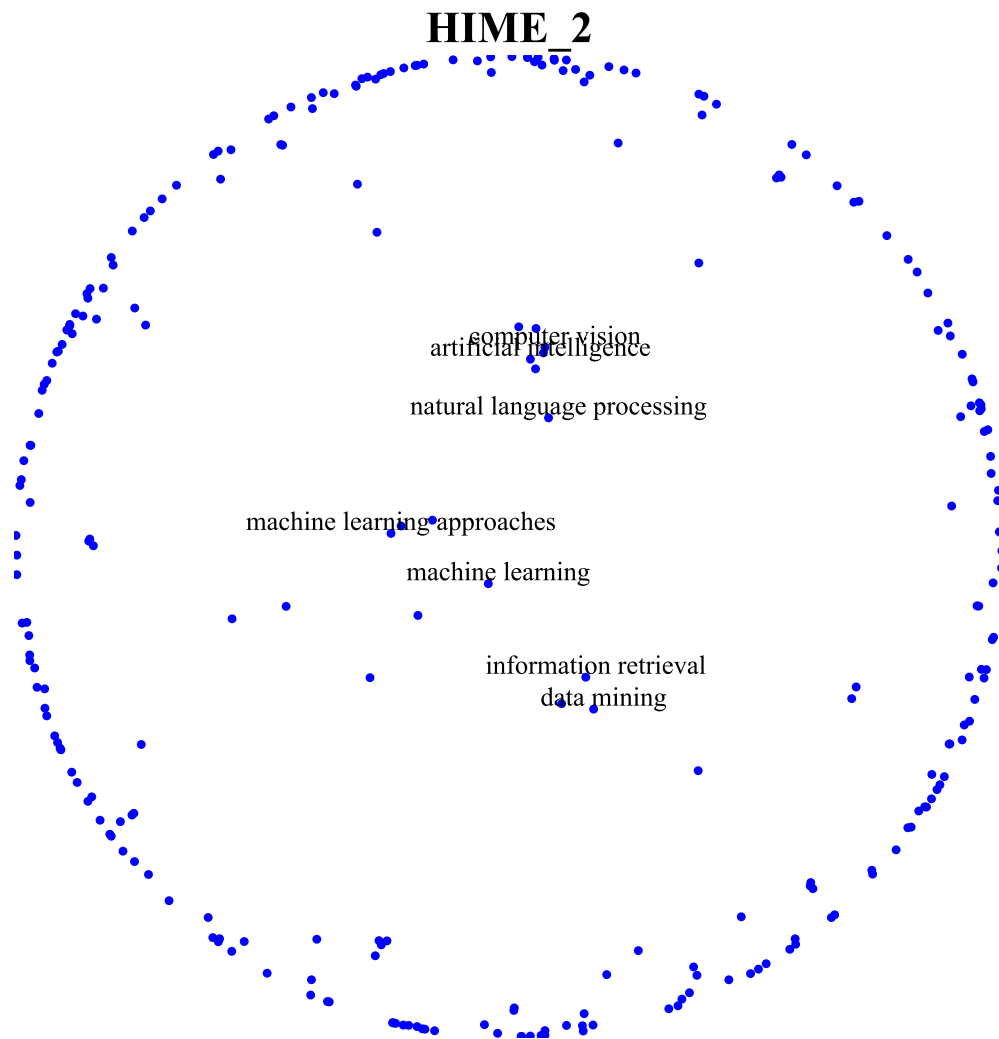 HIME_2
computer vision
artificial intelligence
natural language processing
machine learning approaches
machine learning
information retrieval
data mining